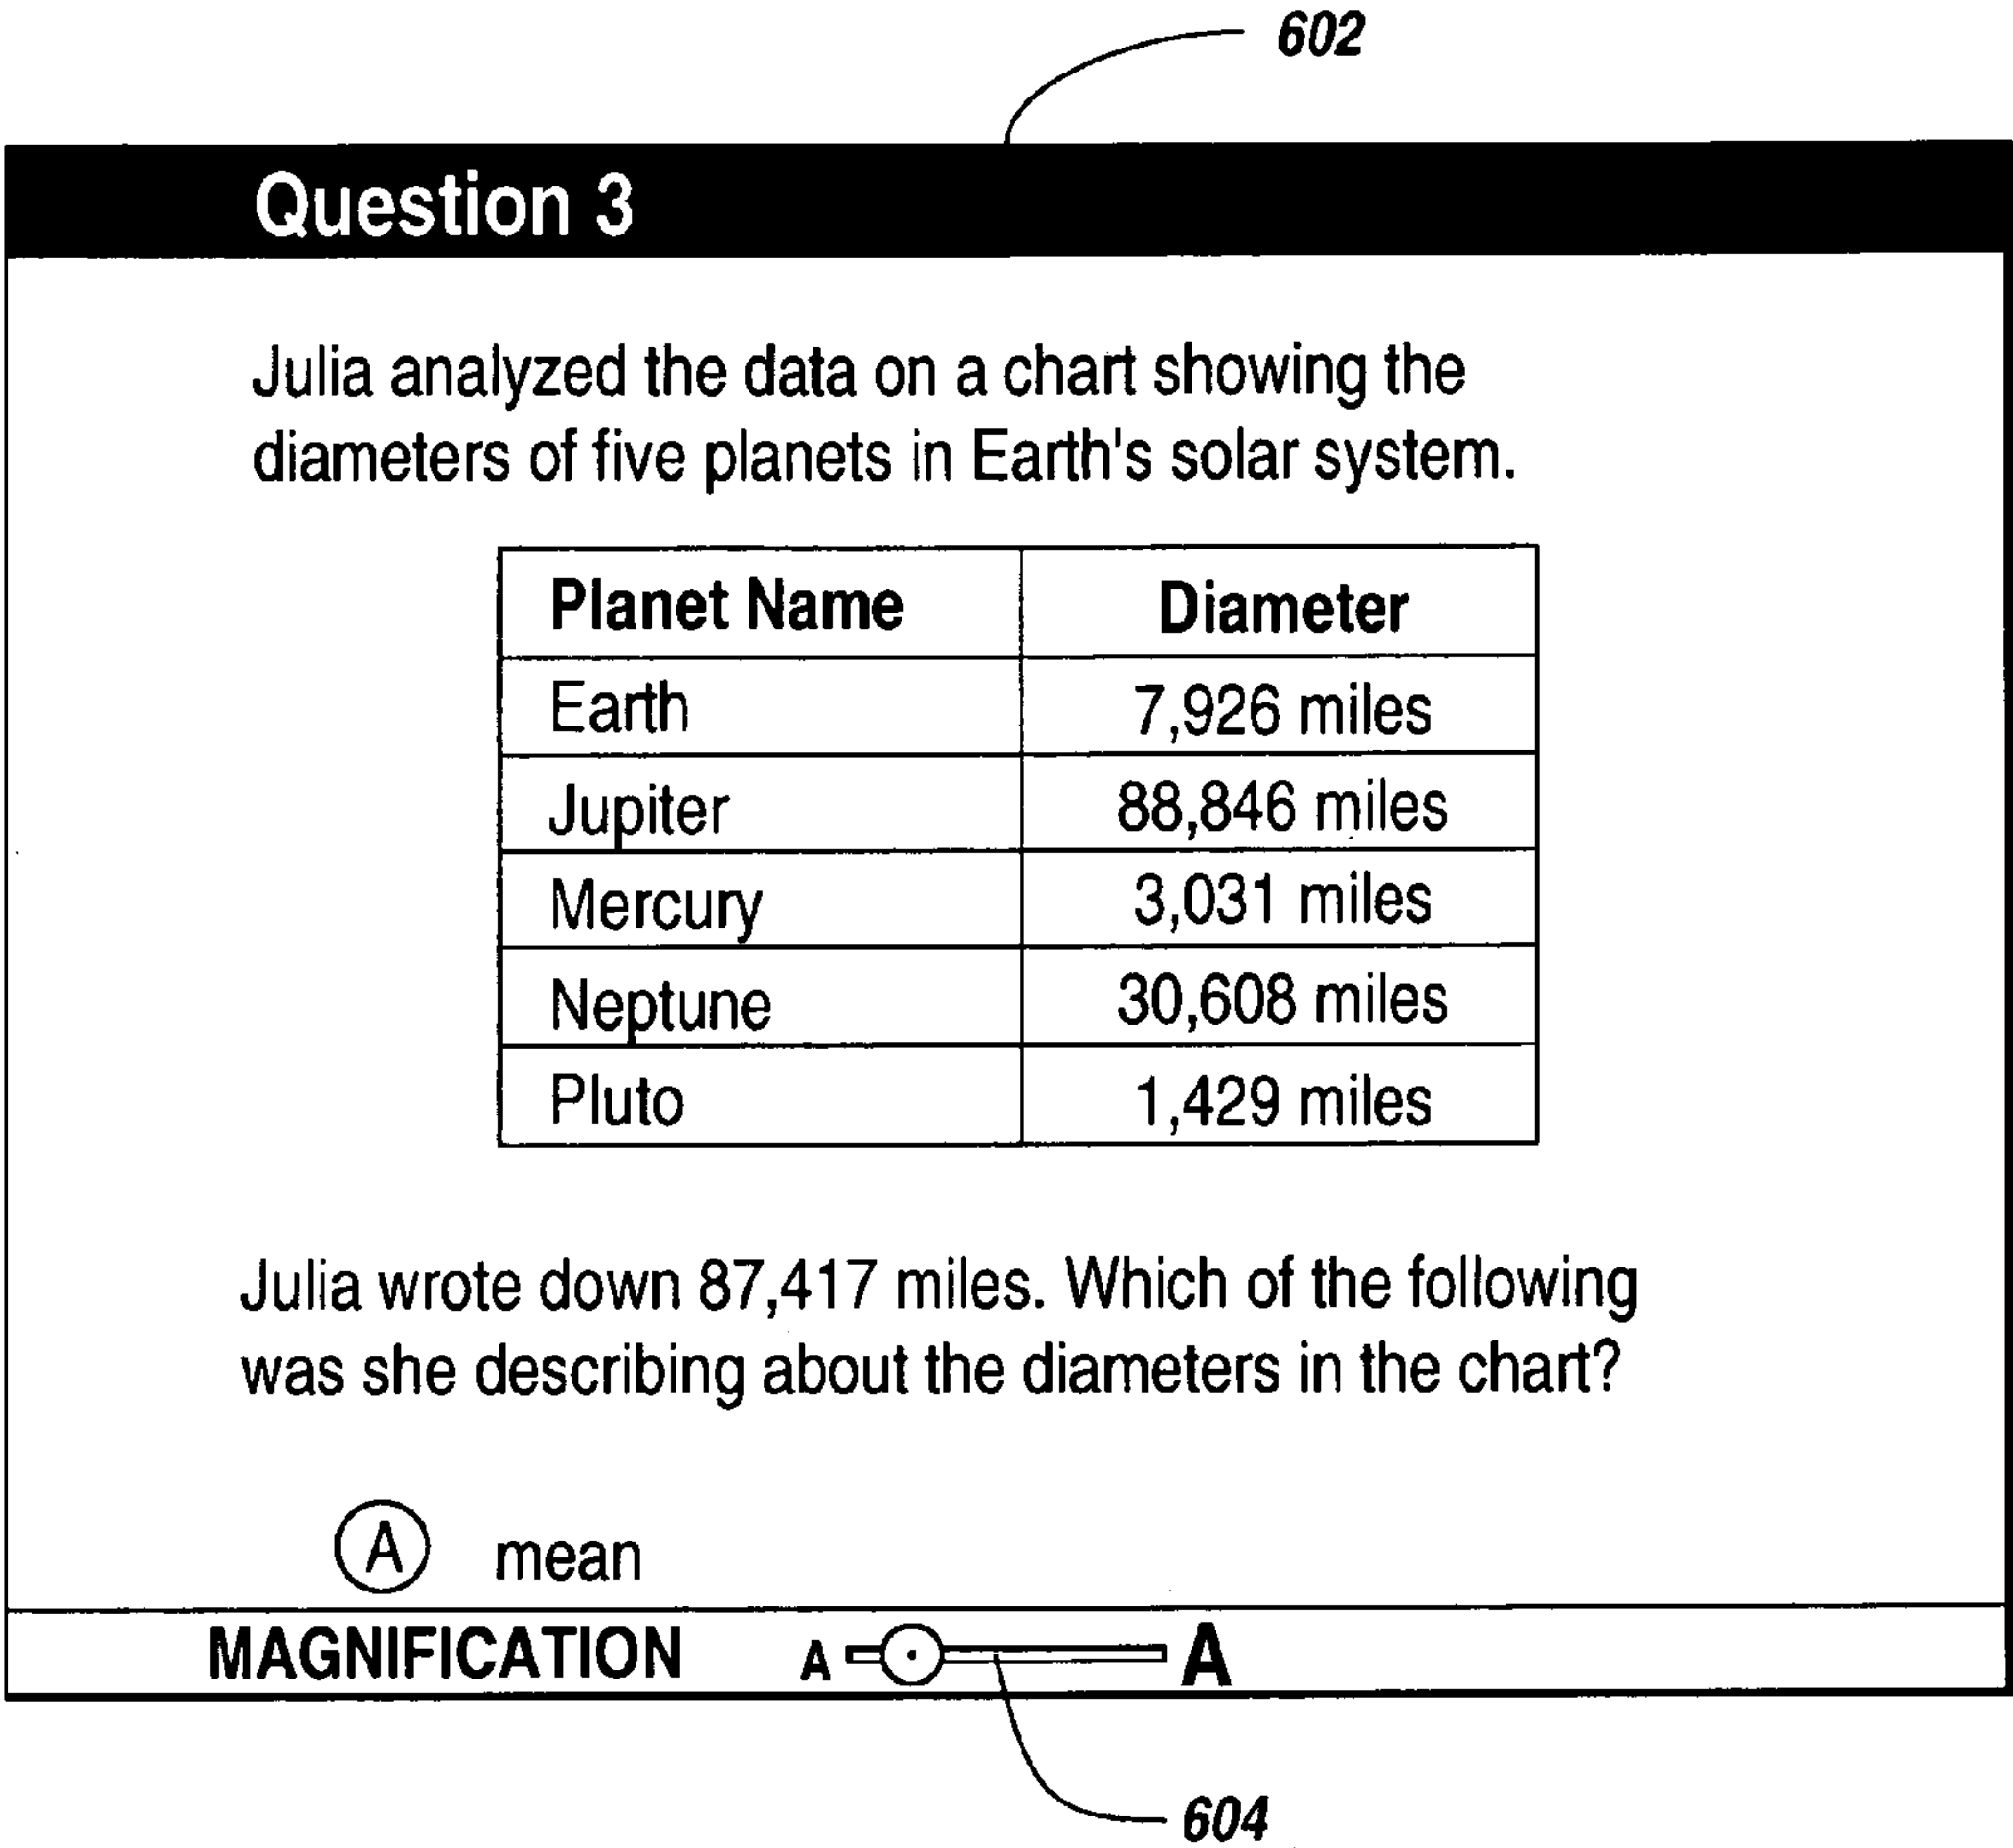 602
Question 3
Julia analyzed the data on a chart showing the
diameters of five planets in Earth's solar system.
Planet Name Diameter
Earth 7,926 miles
Jupiter 88,846 miles
Mercury 3,031 miles
Neptune 30,608 miles
Pluto 1,429 miles
Julia wrote down 87,417 miles. Which of the following
was she describing about the diameters in the chart?
A mean
MAGNIFICATION A A
604